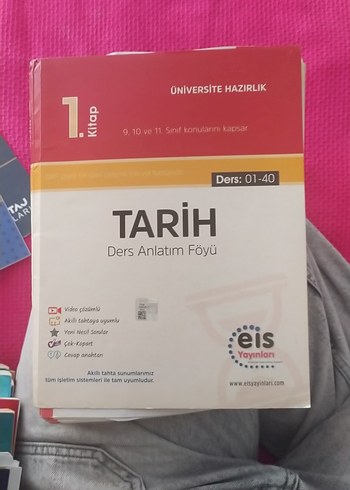 ÜNİVERSİTE HAZIRLIK
1.
Kitap
9, 10 ve 11. Sınıf konularını kapsar
Ders: 01-40
TARİH
Ders Anlatım Föyü
Video çözümlü
Akıllı tahtaya uyumlu
Yeni Nesil Sorular
Çek-Kopart
Cevap anahtarı
eis
Yayınları
Akıllı tahta sunumlarımız
tüm işletim sistemleri ile tam uyumludur.
www.eisyayinlari.com